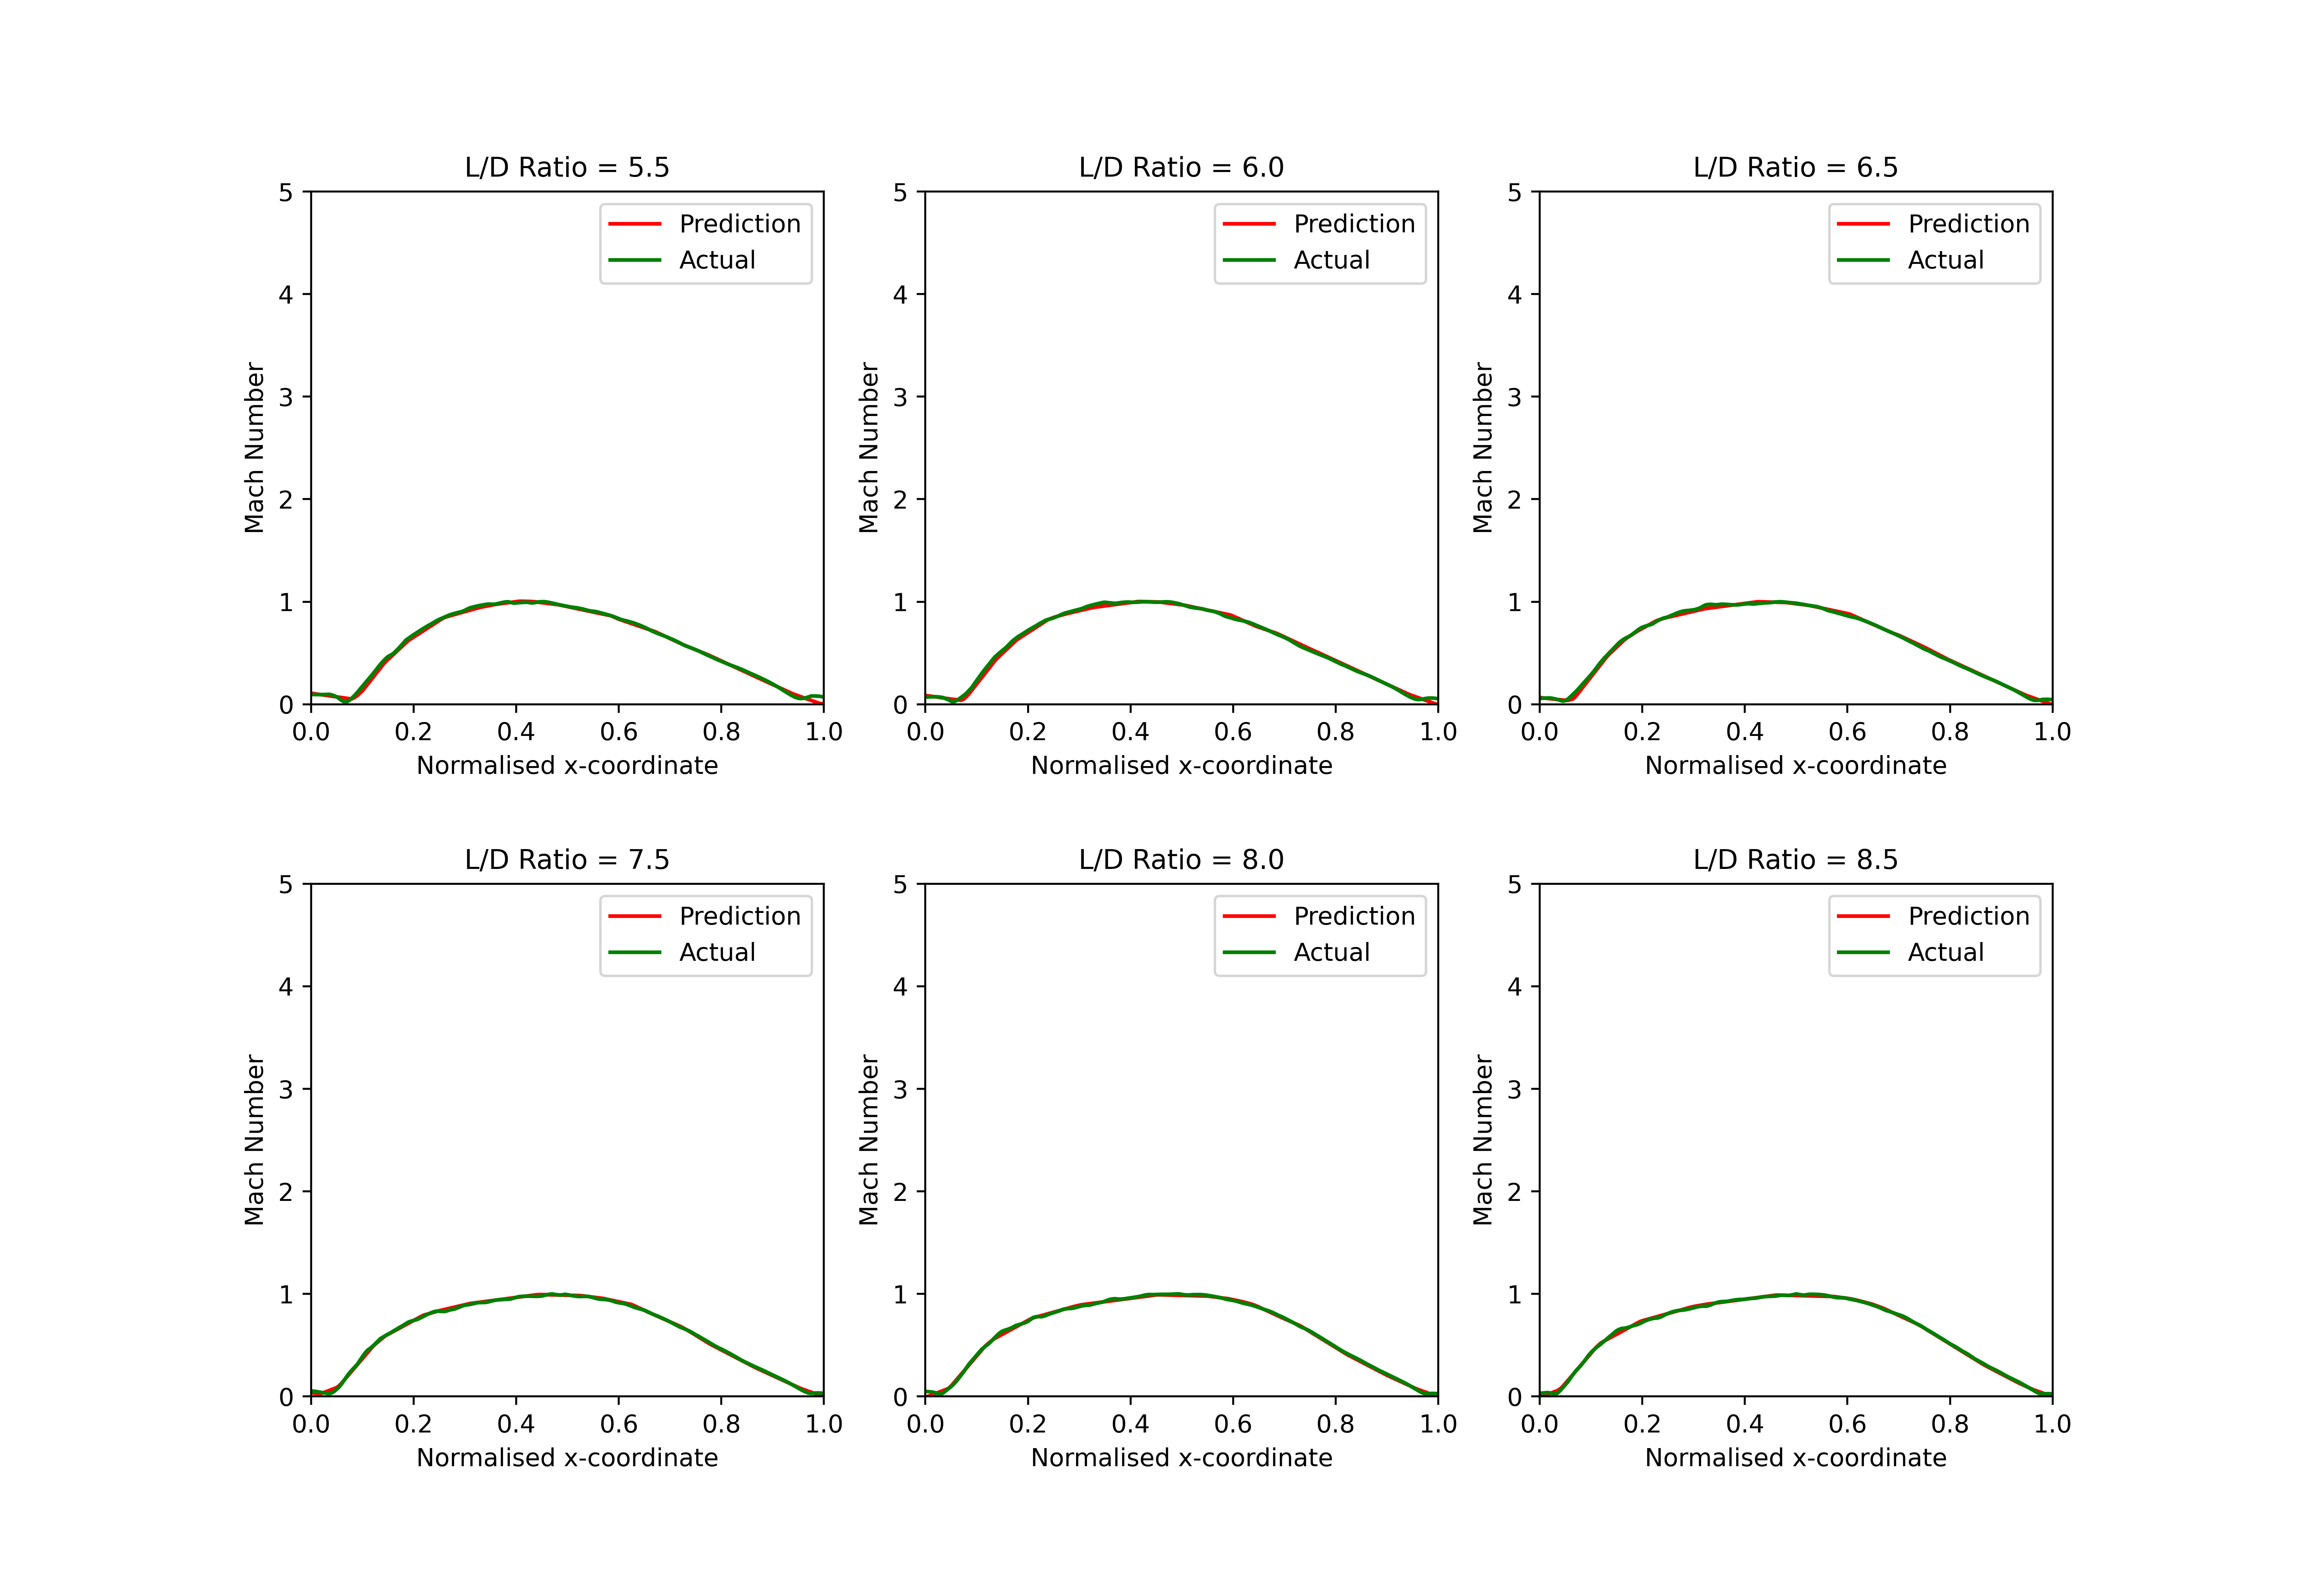 L/D Ratio = 5.5
5
4
3
2
1
0
Mach Number
Prediction
Actual
0.0 0.2 0.4 0.6 0.8 1.0
Normalised x-coordinate
L/D Ratio = 6.0
5
4
3
2
1
0
Mach Number
Prediction
Actual
0.0 0.2 0.4 0.6 0.8 1.0
Normalised x-coordinate
L/D Ratio = 6.5
5
4
3
2
1
0
Mach Number
Prediction
Actual
0.0 0.2 0.4 0.6 0.8 1.0
Normalised x-coordinate
L/D Ratio = 7.5
5
4
3
2
1
0
Mach Number
Prediction
Actual
0.0 0.2 0.4 0.6 0.8 1.0
Normalised x-coordinate
L/D Ratio = 8.0
5
4
3
2
1
0
Mach Number
Prediction
Actual
0.0 0.2 0.4 0.6 0.8 1.0
Normalised x-coordinate
L/D Ratio = 8.5
5
4
3
2
1
0
Mach Number
Prediction
Actual
0.0 0.2 0.4 0.6 0.8 1.0
Normalised x-coordinate